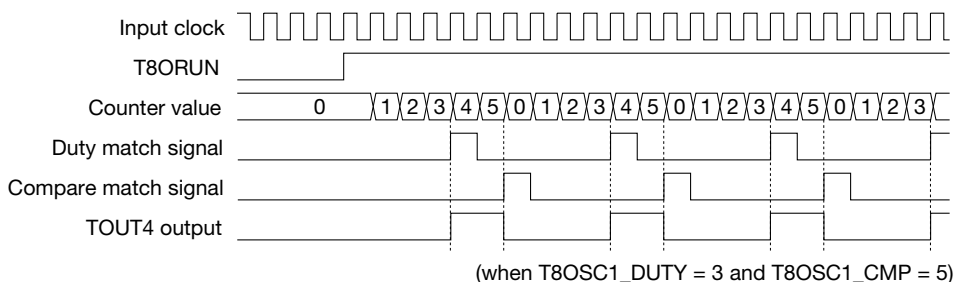 Input clock
T8ORUN
Counter value 0 1 2 3 4 5 0 1 2 3 4 5 0 1 2 3 4 5 0 1 2 3
Duty match signal
Compare match signal
TOUT4 output
(when T8OSC1_DUTY = 3 and T8OSC1_CMP = 5)